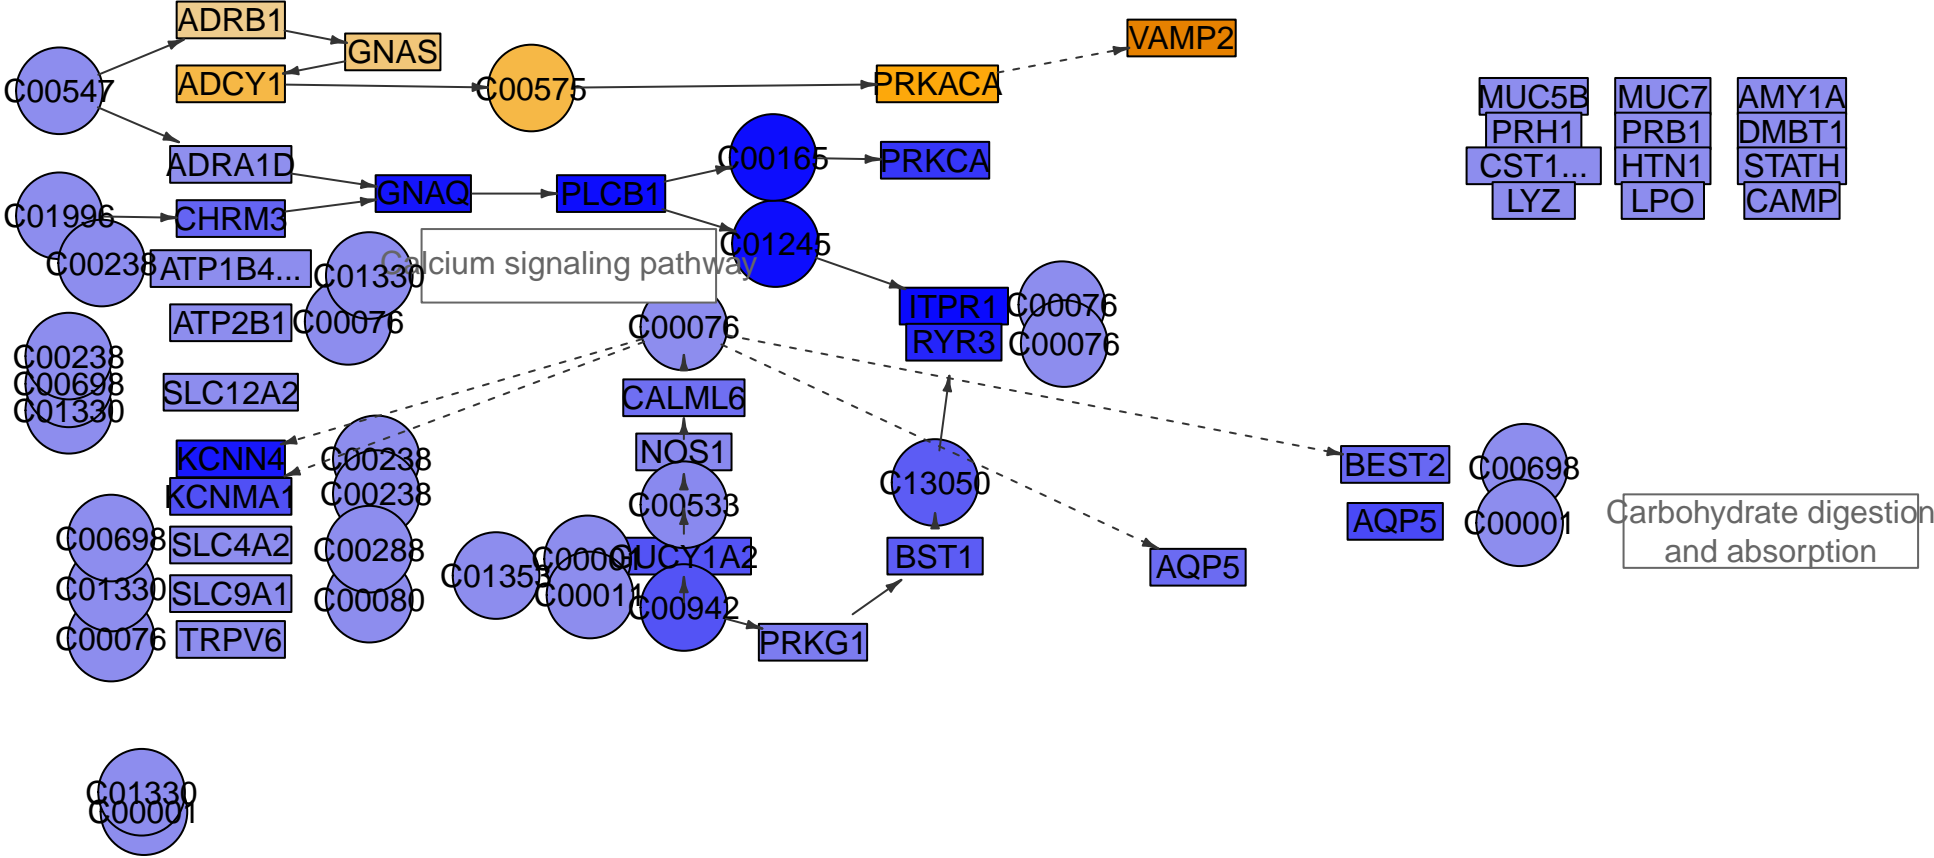 ADRB1
GNAS
VAMP2
C00547
ADCY1
C00575
PRKACA
MUC5B
MUC7
AMY1A
PRH1
PRB1
DMBT1
CST1...
HTN1
STATH
LYZ
LPO
CAMP
ADRA1D
GNAQ
PLCB1
C00165
PRKCA
C01996
CHRM3
C01245
C00238
ATP1B4...
C01330
Calcium signaling pathway
ATP2B1
C00076
C00076
ITPR1
C00076
RYR3
C00076
C00238
C00698
C01330
SLC12A2
CALML6
NOS1
KCNN4
C00238
KCNMA1
C00238
C00533
C13050
BEST2
C00698
AQP5
C00001
Carbohydrate digestion
and absorption
C00698
SLC4A2
C00288
C01353
C00001
GUCY1A2
BST1
AQP5
C01330
SLC9A1
C00080
C00011
C00942
C00076
TRPV6
PRKG1
C01330
C00001